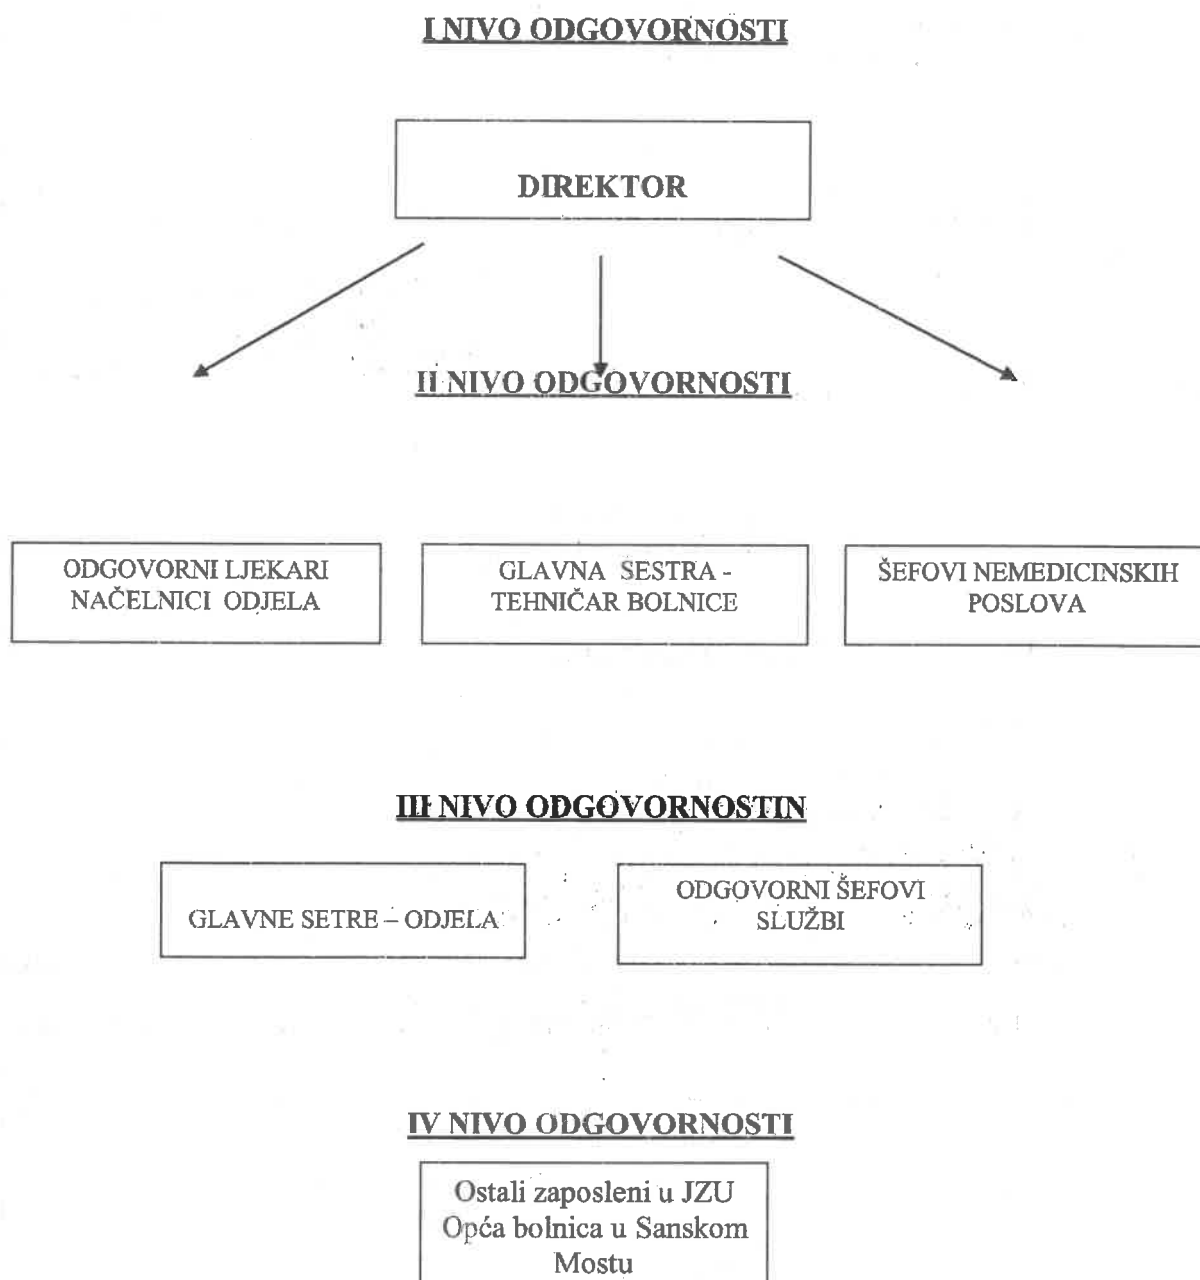 I NIVO ODGOVORNOSTI
DIREKTOR
II NIVO ODGOVORNOSTI
ODGOVORNI LJEKARI
NAČELNICI ODJELA
GLAVNA SESTRA -
TEHNIČAR BOLNICE
ŠEFOVI NEMEDICINSKIH
POSLOVA
III NIVO ODGOVORNOSTIN
GLAVNE SETRE – ODJELA
ODGOVORNI ŠEFOVI
SLUŽBI
IV NIVO ODGOVORNOSTI
Ostali zaposleni u JZU
Opća bolnica u Sanskom
Mostu